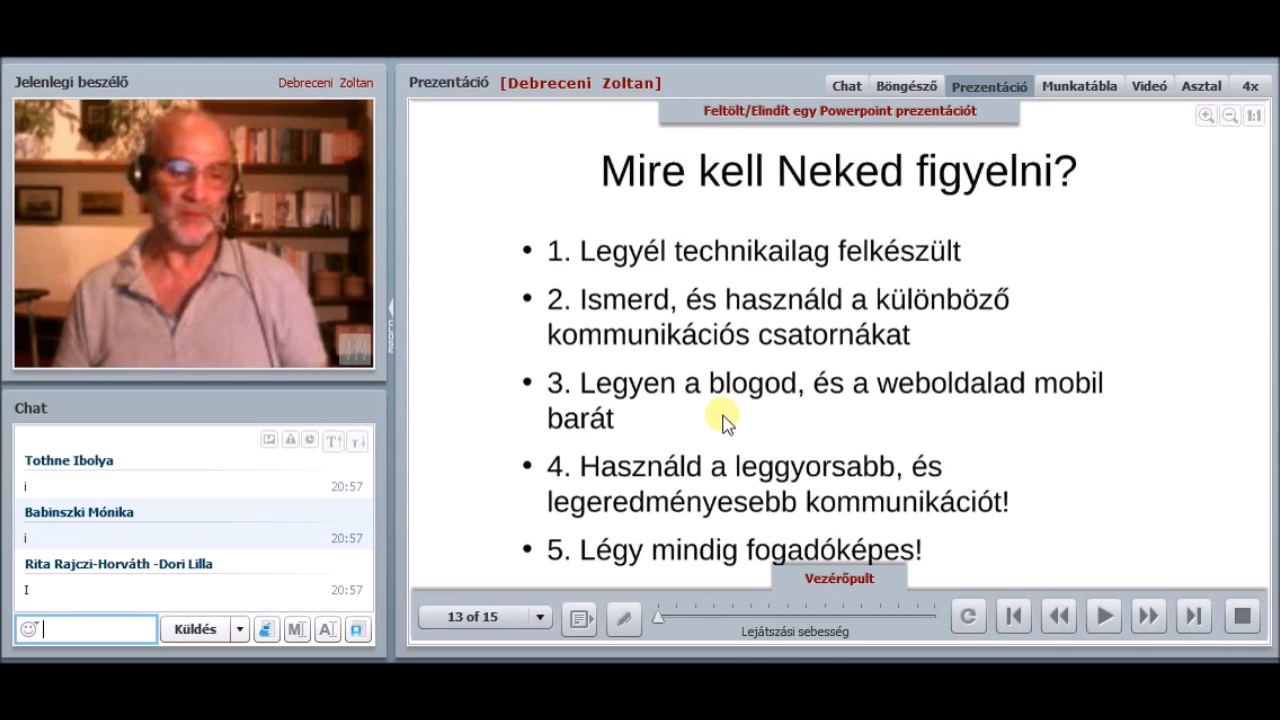 Jelenlegi beszélő
Debreceni Zoltan
Prezentáció [Debreceni Zoltan]
Chat Böngésző Prezentáció Munkatábla Videó Asztal 4x
Feltölt/Elindít egy Powerpoint prezentációt
1:1
Mire kell Neked figyelni?
• 1. Legyél technikailag felkészült
• 2. Ismerd, és használd a különböző
kommunikációs csatornákat
• 3. Legyen a blogod, és a weboldalad mobil
barát
• 4. Használd a leggyorsabb, és
legeredményesebb kommunikációt!
• 5. Légy mindig fogadóképes!
Vezérőpult
13 of 15
Lejátszási sebesség
Chat
Tothne Ibolya
i 20:57
Babinszki Mónika
i 20:57
Rita Rajczi-Horváth -Dori Lilla
I 20:57
Küldés